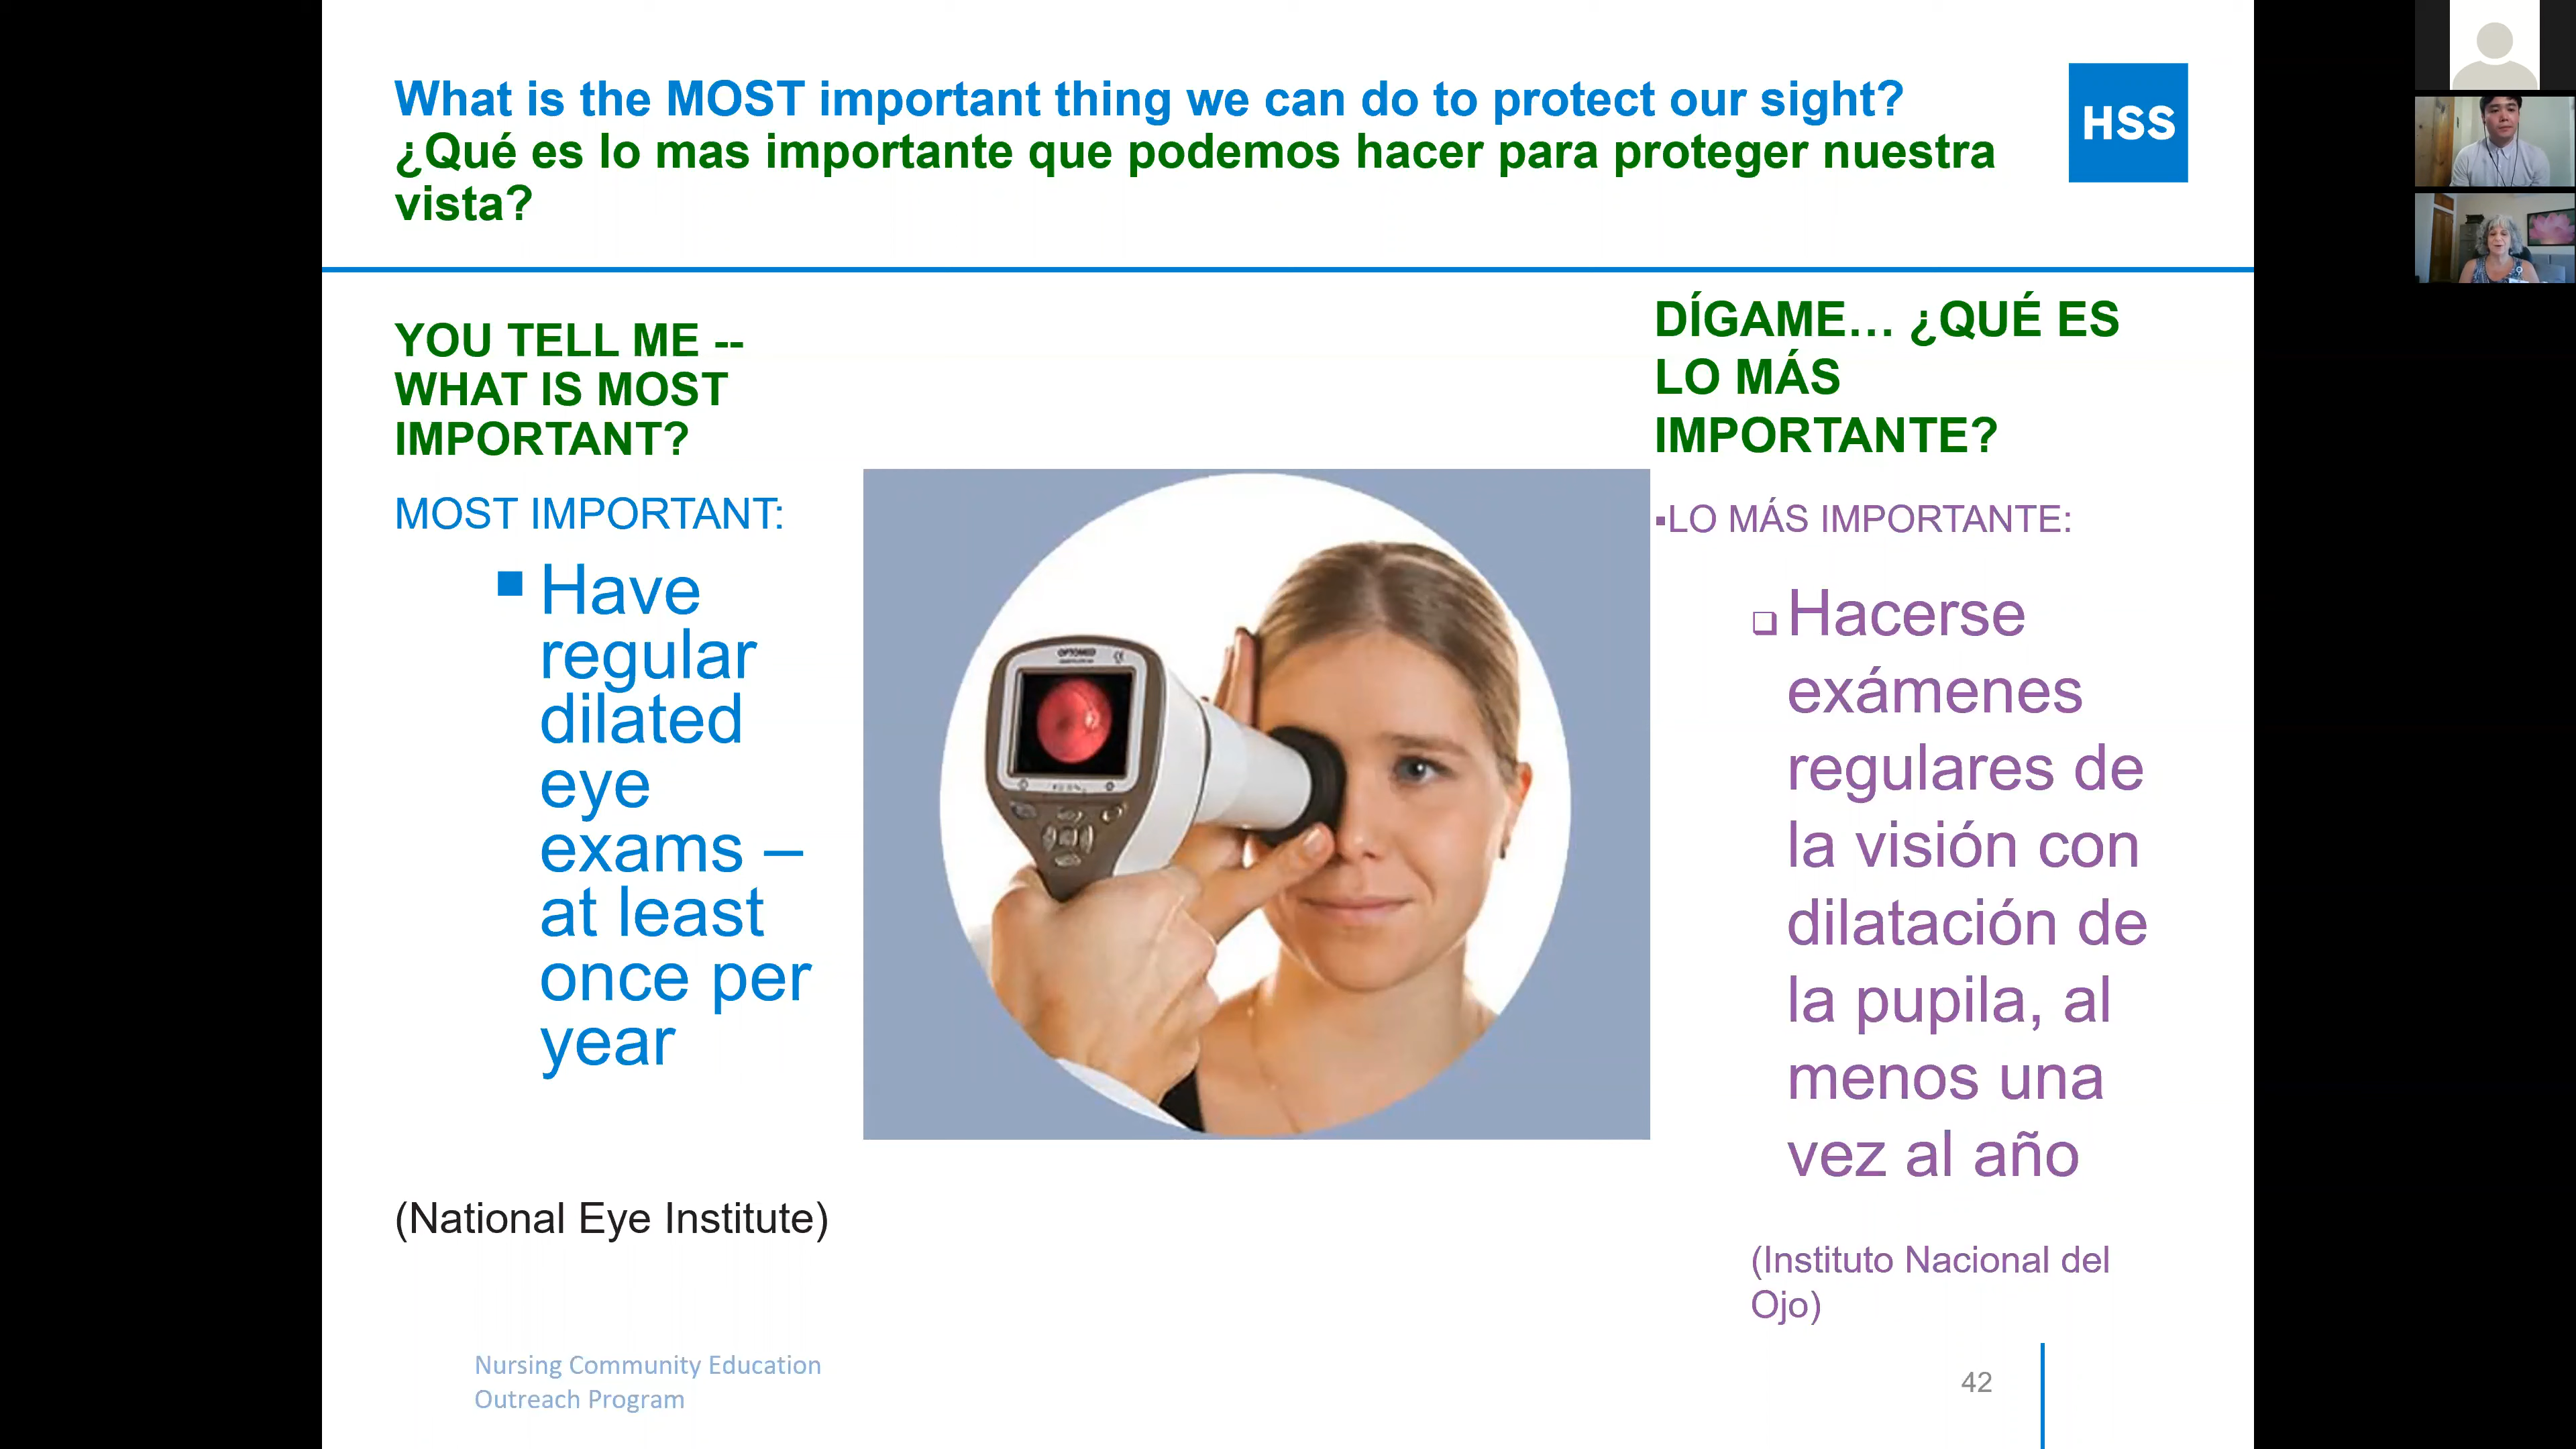 What is the MOST important thing we can do to protect our sight?
¿Qué es lo mas importante que podemos hacer para proteger nuestra
vista?
HSS
YOU TELL ME --
WHAT IS MOST
IMPORTANT?
MOST IMPORTANT:
▪ Have
regular
dilated
eye
exams –
at least
once per
year
(National Eye Institute)
OPTOMED
DÍGAME… ¿QUÉ ES
LO MÁS
IMPORTANTE?
▪LO MÁS IMPORTANTE:
❑ Hacerse
exámenes
regulares de
la visión con
dilatación de
la pupila, al
menos una
vez al año
(Instituto Nacional del
Ojo)
Nursing Community Education
Outreach Program
42